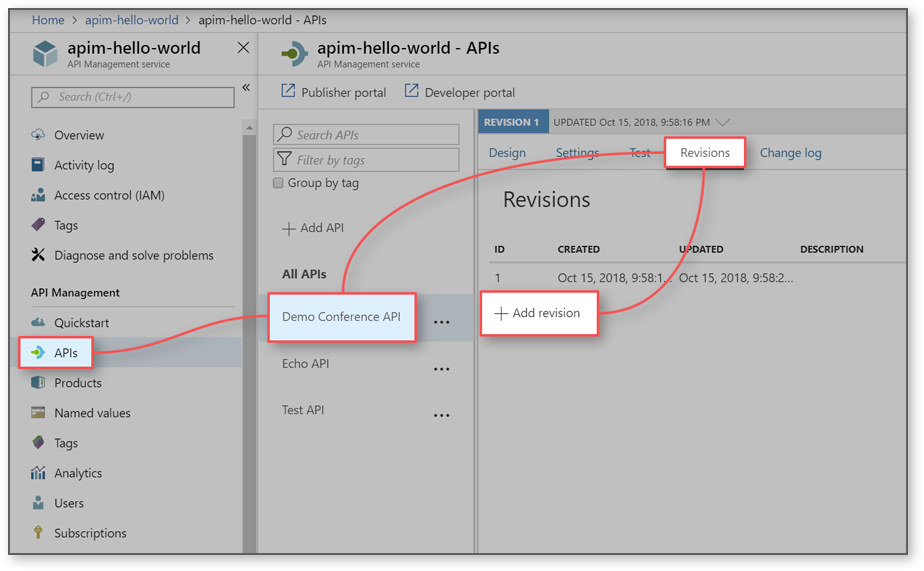 Home > apim-hello-world > apim-hello-world - APIs
apim-hello-world
API Management service
Search (Ctrl+/)
Overview
Activity log
Access control (IAM)
Tags
Diagnose and solve problems
API Management
Quickstart
APIs
Products
Named values
Tags
Analytics
Users
Subscriptions
apim-hello-world - APIs
API Management service
Publisher portal Developer portal
Search APIs
Filter by tags
Group by tag
+ Add API
All APIs
Demo Conference API ...
Echo API ...
Test API ...
REVISION 1 UPDATED Oct 15, 2018, 9:58:16 PM
Design Settings Test Revisions Change log
Revisions
ID CREATED UPDATED DESCRIPTION
1 Oct 15, 2018, 9:58:1... Oct 15, 2018, 9:58:2...
+ Add revision